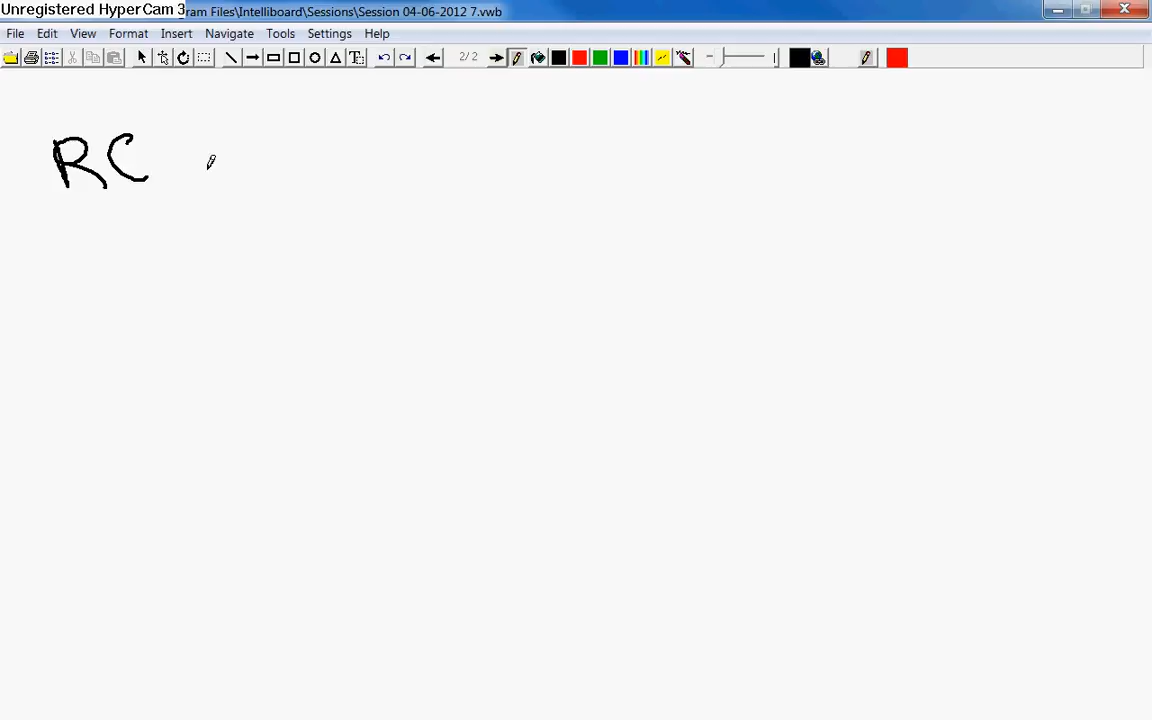 Unregistered HyperCam 3
ram Files\Intelliboard\Sessions\Session 04-06-2012 7.vwb
File Edit View Format Insert Navigate Tools Settings Help
2/2
RC